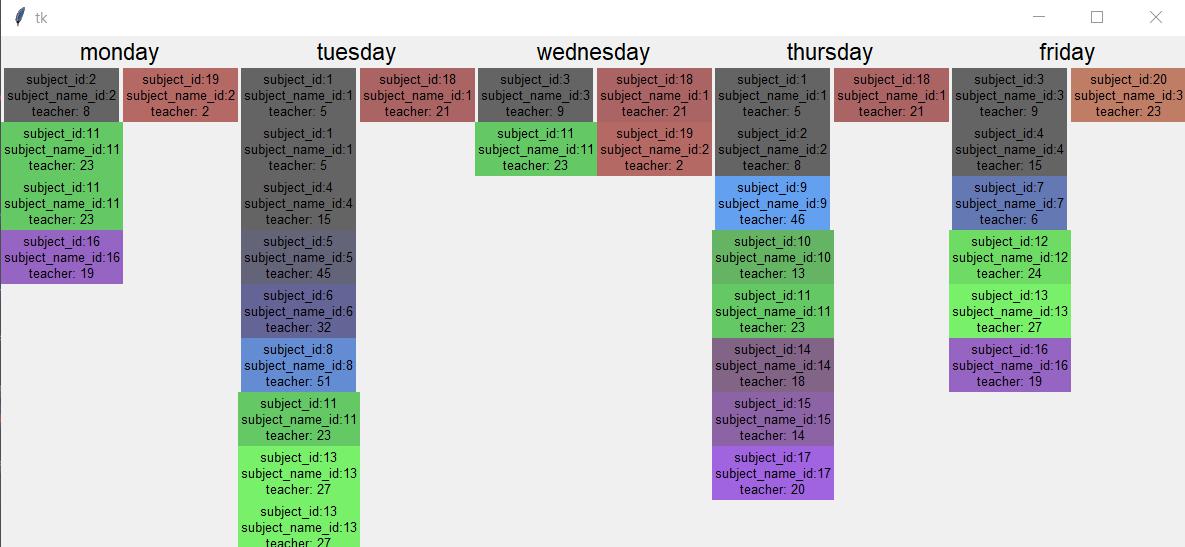 tk
monday
tuesday
wednesday
thursday
friday
subject_id:2
subject_name_id:2
teacher: 8
subject_id:11
subject_name_id:11
teacher: 23
subject_id:11
subject_name_id:11
teacher: 23
subject_id:16
subject_name_id:16
teacher: 19
subject_id:19
subject_name_id:2
teacher: 2
subject_id:1
subject_name_id:1
teacher: 5
subject_id:1
subject_name_id:1
teacher: 5
subject_id:4
subject_name_id:4
teacher: 15
subject_id:5
subject_name_id:5
teacher: 45
subject_id:6
subject_name_id:6
teacher: 32
subject_id:8
subject_name_id:8
teacher: 51
subject_id:11
subject_name_id:11
teacher: 23
subject_id:13
subject_name_id:13
teacher: 27
subject_id:13
subject_name_id:13
teacher: 27
subject_id:18
subject_name_id:1
teacher: 21
subject_id:3
subject_name_id:3
teacher: 9
subject_id:11
subject_name_id:11
teacher: 23
subject_id:18
subject_name_id:1
teacher: 21
subject_id:19
subject_name_id:2
teacher: 2
subject_id:1
subject_name_id:1
teacher: 5
subject_id:2
subject_name_id:2
teacher: 8
subject_id:9
subject_name_id:9
teacher: 46
subject_id:10
subject_name_id:10
teacher: 13
subject_id:11
subject_name_id:11
teacher: 23
subject_id:14
subject_name_id:14
teacher: 18
subject_id:15
subject_name_id:15
teacher: 14
subject_id:17
subject_name_id:17
teacher: 20
subject_id:18
subject_name_id:1
teacher: 21
subject_id:3
subject_name_id:3
teacher: 9
subject_id:4
subject_name_id:4
teacher: 15
subject_id:7
subject_name_id:7
teacher: 6
subject_id:12
subject_name_id:12
teacher: 24
subject_id:13
subject_name_id:13
teacher: 27
subject_id:16
subject_name_id:16
teacher: 19
subject_id:20
subject_name_id:3
teacher: 23